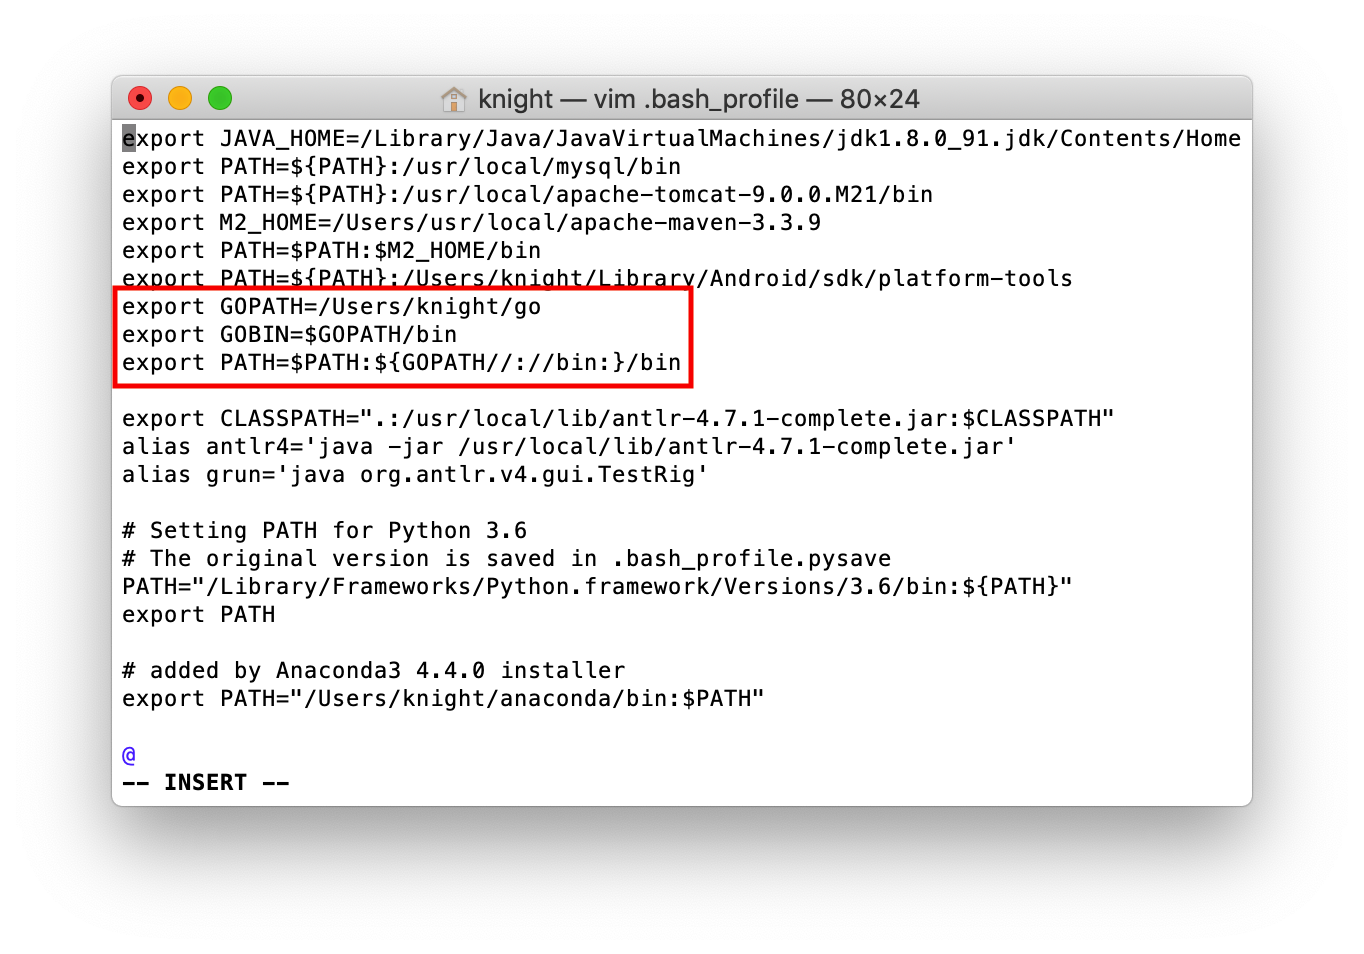 knight — vim .bash_profile — 80×24
export JAVA_HOME=/Library/Java/JavaVirtualMachines/jdk1.8.0_91.jdk/Contents/Home
export PATH=${PATH}:/usr/local/mysql/bin
export PATH=${PATH}:/usr/local/apache-tomcat-9.0.0.M21/bin
export M2_HOME=/Users/usr/local/apache-maven-3.3.9
export PATH=$PATH:$M2_HOME/bin
export PATH=${PATH}:/Users/knight/Library/Android/sdk/platform-tools
export GOPATH=/Users/knight/go
export GOBIN=$GOPATH/bin
export PATH=$PATH:${GOPATH//://bin:}/bin
export CLASSPATH=".:/usr/local/lib/antlr-4.7.1-complete.jar:$CLASSPATH"
alias antlr4='java -jar /usr/local/lib/antlr-4.7.1-complete.jar'
alias grun='java org.antlr.v4.gui.TestRig'
# Setting PATH for Python 3.6
# The original version is saved in .bash_profile.pysave
PATH="/Library/Frameworks/Python.framework/Versions/3.6/bin:${PATH}"
export PATH
# added by Anaconda3 4.4.0 installer
export PATH="/Users/knight/anaconda/bin:$PATH"
@
-- INSERT --